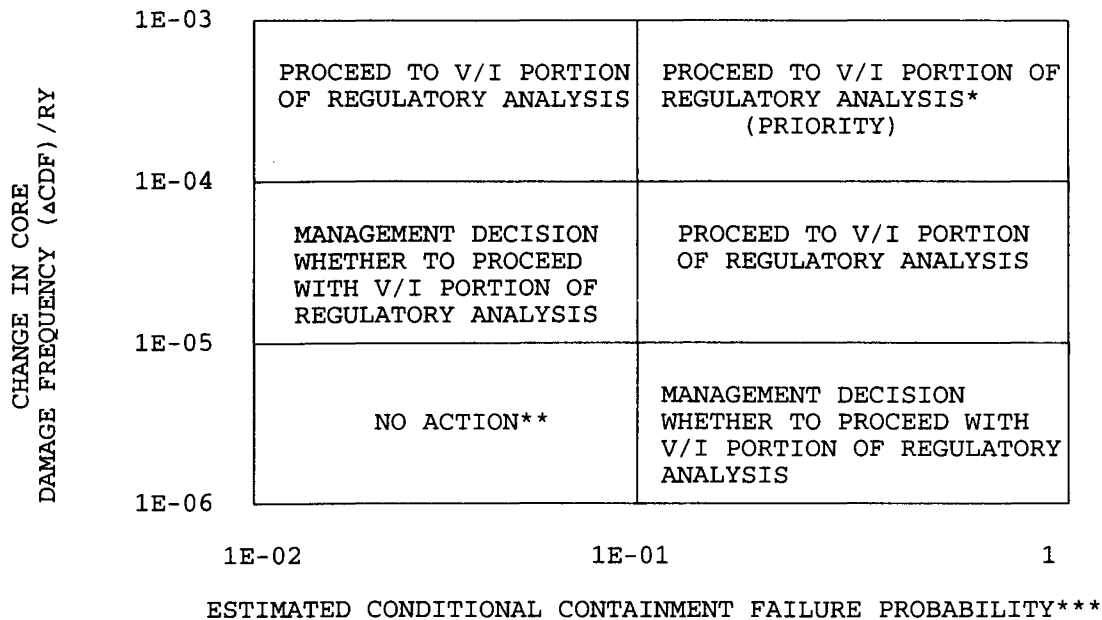 1E-03
PROCEED TO V/I PORTION
OF REGULATORY ANALYSIS
PROCEED TO V/I PORTION OF
REGULATORY ANALYSIS*
(PRIORITY)
CHANGE IN CORE
DAMAGE FREQUENCY (ΔCDF)/RY
1E-04
MANAGEMENT DECISION
WHETHER TO PROCEED
WITH V/I PORTION OF
REGULATORY ANALYSIS
PROCEED TO V/I PORTION
OF REGULATORY ANALYSIS
1E-05
NO ACTION**
MANAGEMENT DECISION
WHETHER TO PROCEED WITH
V/I PORTION OF REGULATORY
ANALYSIS
1E-06
1E-02
1E-01
1
ESTIMATED CONDITIONAL CONTAINMENT FAILURE PROBABILITY***